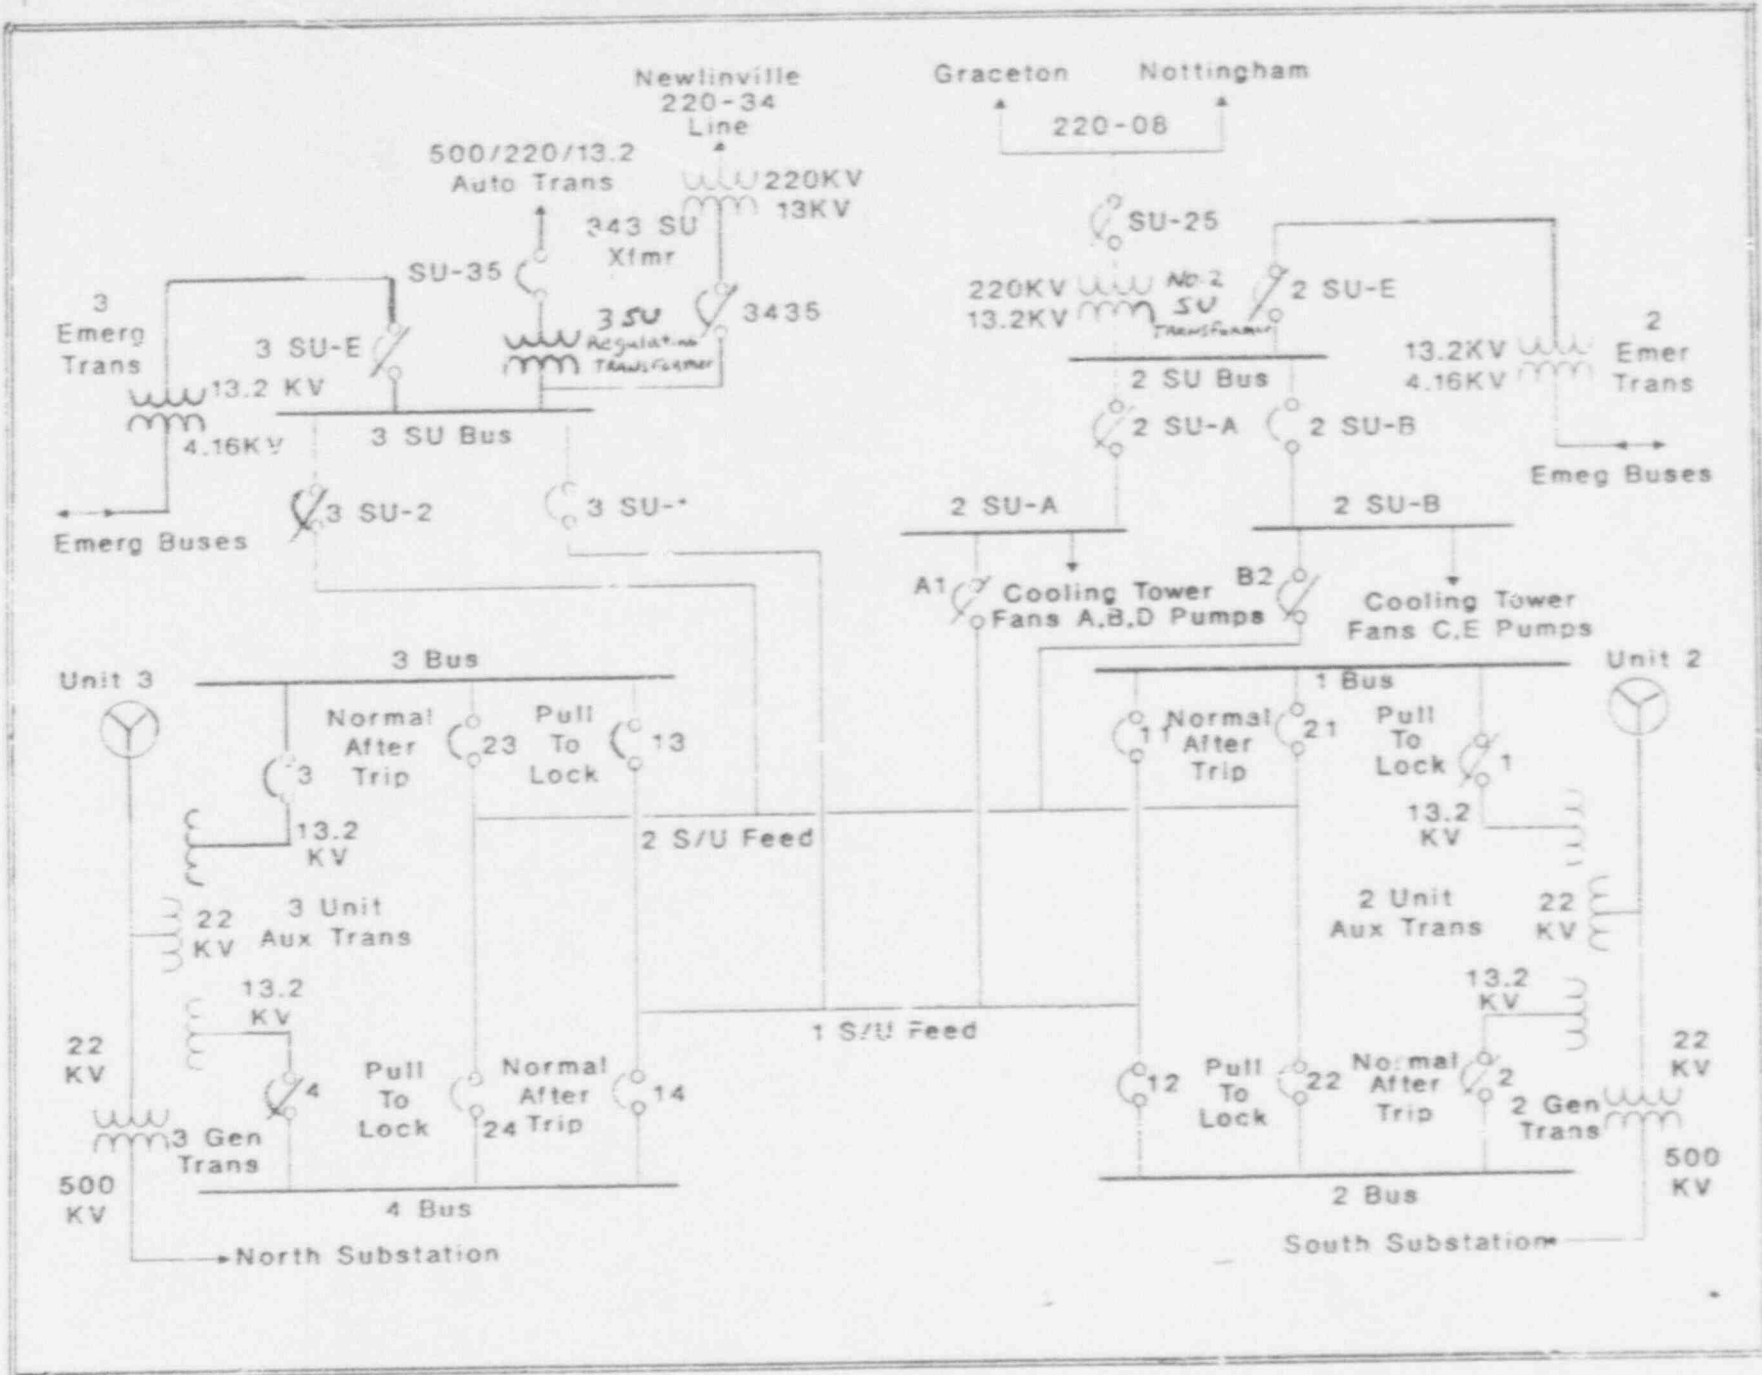 Newlinville
220-34
Line
Graceton
Nottingham
220-08
500/220/13.2
Auto Trans
220KV
13KV
343 SU
Xfmr
SU-35
3435
3
Emerg
Trans
3 SU-E
3 SU
Regulating
Transformer
13.2 KV
4.16KV
3 SU Bus
3 SU-2
3 SU-
Emerg Buses
SU-25
220KV
13.2KV
No. 2
SU
Transformer
2 SU-E
2 SU Bus
13.2KV
4.16KV
2
Emer
Trans
2 SU-A
2 SU-B
Emeg Buses
2 SU-A
2 SU-B
A1
Cooling Tower
Fans A,B,D Pumps
B2
Cooling Tower
Fans C,E Pumps
Unit 3
3 Bus
Normal
After
Trip
23
Pull
To
Lock
13
3
13.2
KV
2 S/U Feed
22
KV
3 Unit
Aux Trans
13.2
KV
22
KV
4
Pull
To
Lock
24
Normal
After
Trip
14
3 Gen
Trans
500
KV
4 Bus
North Substation
1 S/U Feed
Unit 2
1 Bus
11
Normal
After
Trip
21
Pull
To
Lock
1
13.2
KV
2 Unit
Aux Trans
22
KV
13.2
KV
12
Pull
To
Lock
22
Normal
After
Trip
2
22
KV
2 Gen
Trans
500
KV
2 Bus
South Substation